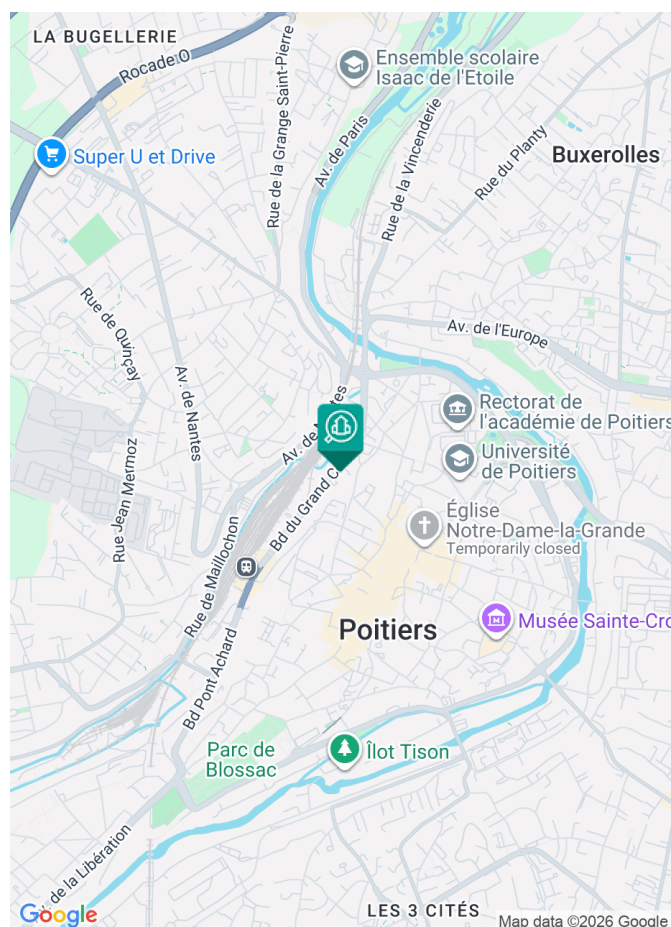 LA BUGELLERIE
Rocade O
Rue de la Grange Saint-Pierre
Ensemble scolaire
Isaac de l'Etoile
Av. de Paris
Rue de la Vincenderie
Rue du Planty
Buxerolles
Super U et Drive
Rue de Quinçay
Av. de Nantes
Av. de l'Europe
Av. de
Rectorat de
l'académie de Poitiers
Université
de Poitiers
Rue Jean Mermoz
Bd du Grand
Église
Notre-Dame-la-Grande
Temporarily closed
Rue de Maillochon
Poitiers
Musée Sainte-Cro
Bd Pont Achard
Parc de
Blossac
Îlot Tison
de la Libération
LES 3 CITÉS
Google
Map data ©2026 Google